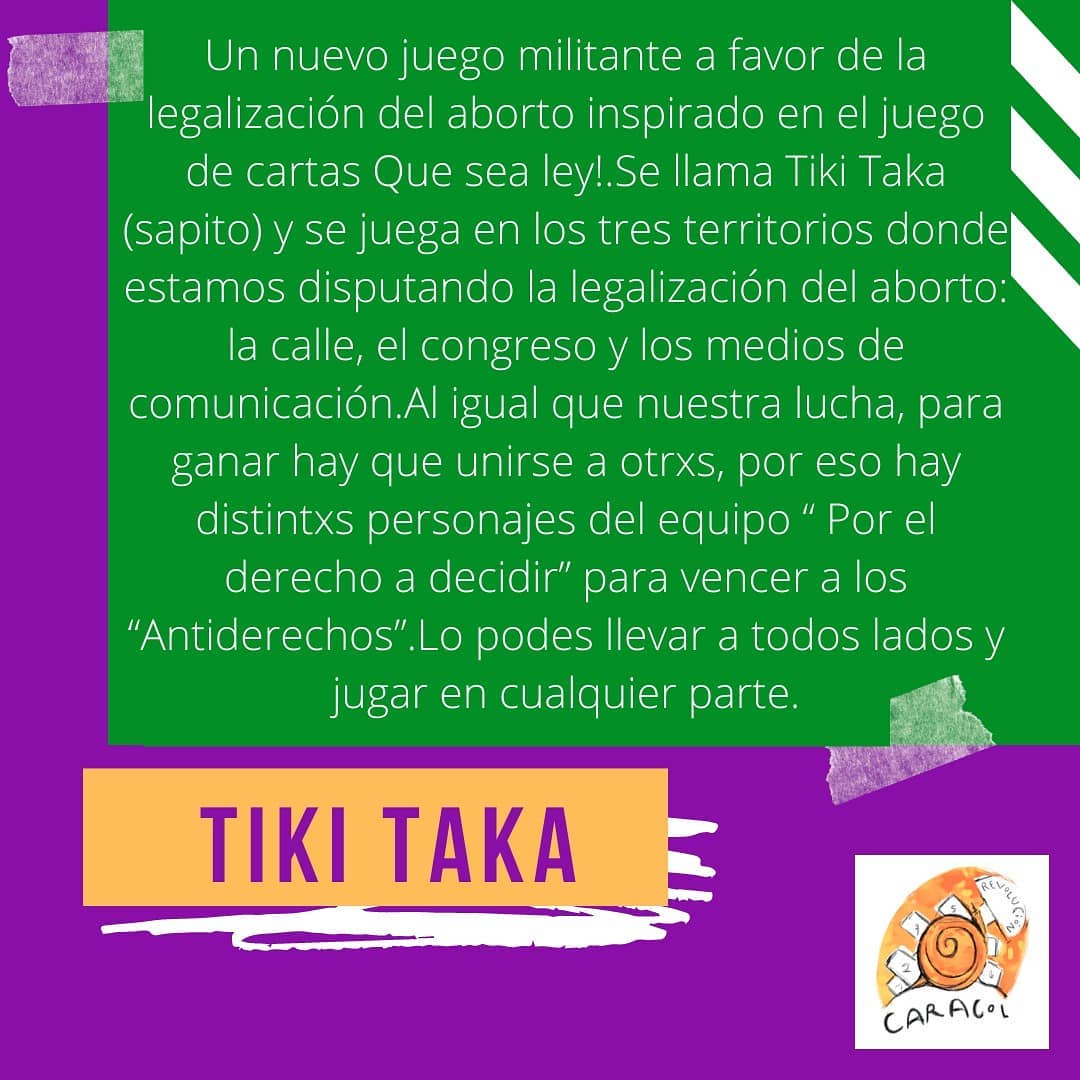 Un nuevo juego militante a favor de la
legalización del aborto inspirado en el juego
de cartas Que sea ley!.Se llama Tiki Taka
(sapito) y se juega en los tres territorios donde
estamos disputando la legalización del aborto:
la calle, el congreso y los medios de
comunicación.Al igual que nuestra lucha, para
ganar hay que unirse a otrxs, por eso hay
distintxs personajes del equipo “ Por el
derecho a decidir” para vencer a los
“Antiderechos”.Lo podes llevar a todos lados y
jugar en cualquier parte.
TIKI TAKA
REVOLUCION
CARACOL